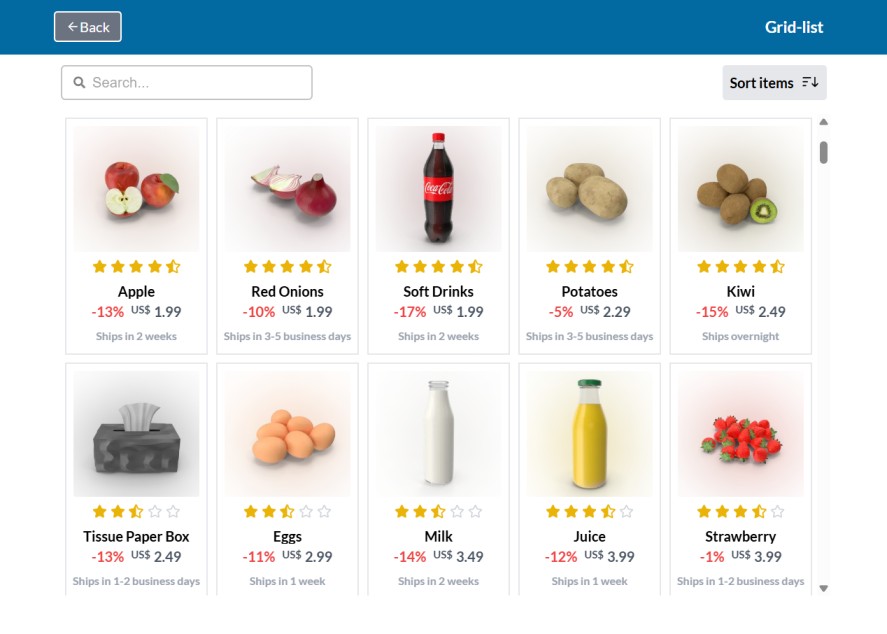 Back
Grid-list
Search...
Sort items
Coca-Cola
Apple
-13% US$ 1.99
Ships in 2 weeks
Red Onions
-10% US$ 1.99
Ships in 3-5 business days
Soft Drinks
-17% US$ 1.99
Ships in 2 weeks
Potatoes
-5% US$ 2.29
Ships in 3-5 business days
Kiwi
-15% US$ 2.49
Ships overnight
Tissue Paper Box
-13% US$ 2.49
Ships in 1-2 business days
Eggs
-11% US$ 2.99
Ships in 1 week
Milk
-14% US$ 3.49
Ships in 2 weeks
Juice
-12% US$ 3.99
Ships in 1 week
Strawberry
-1% US$ 3.99
Ships in 1-2 business days